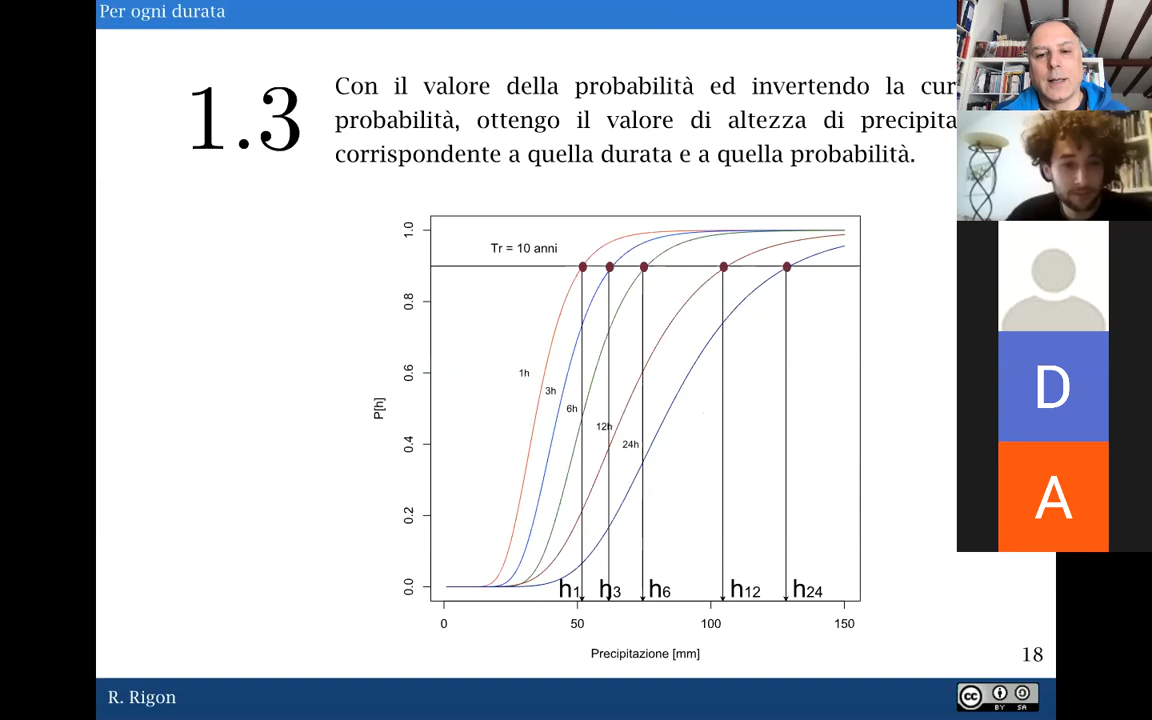 Per ogni durata
1.3
Con il valore della probabilità ed invertendo la cur
probabilità, ottengo il valore di altezza di precipita
corrispondente a quella durata e a quella probabilità.
Tr = 10 anni
1h
3h
6h
12h
24h
h1
h3
h6
h12
h24
P[h]
1.0
0.8
0.6
0.4
0.2
0.0
0
50
100
150
Precipitazione [mm]
18
R. Rigon
cc
BY SA
D
A